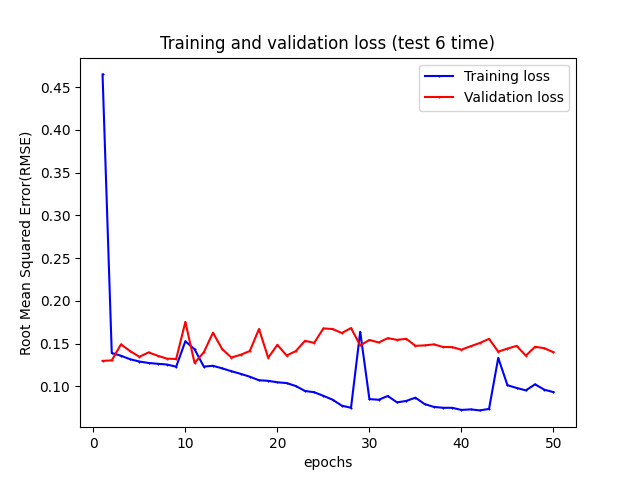 Training and validation loss (test 6 time)
Training loss
Validation loss
Root Mean Squared Error(RMSE)
0.45
0.40
0.35
0.30
0.25
0.20
0.15
0.10
0 10 20 30 40 50
epochs